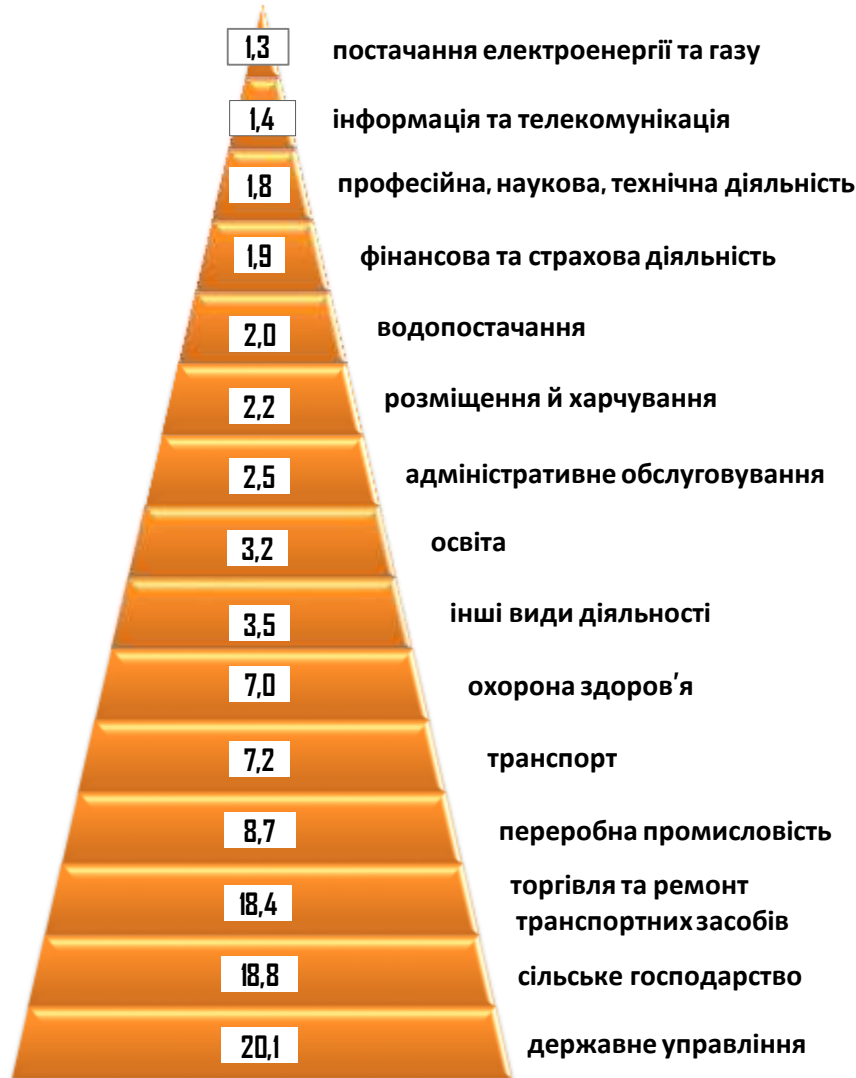 1,3 постачання електроенергії та газу
1,4 інформація та телекомунікація
1,8 професійна, наукова, технічна діяльність
1,9 фінансова та страхова діяльність
2,0 водопостачання
2,2 розміщення й харчування
2,5 адміністративне обслуговування
3,2 освіта
3,5 інші види діяльності
7,0 охорона здоров'я
7,2 транспорт
8,7 переробна промисловість
18,4 торгівля та ремонт
транспортних засобів
18,8 сільське господарство
20,1 державне управління